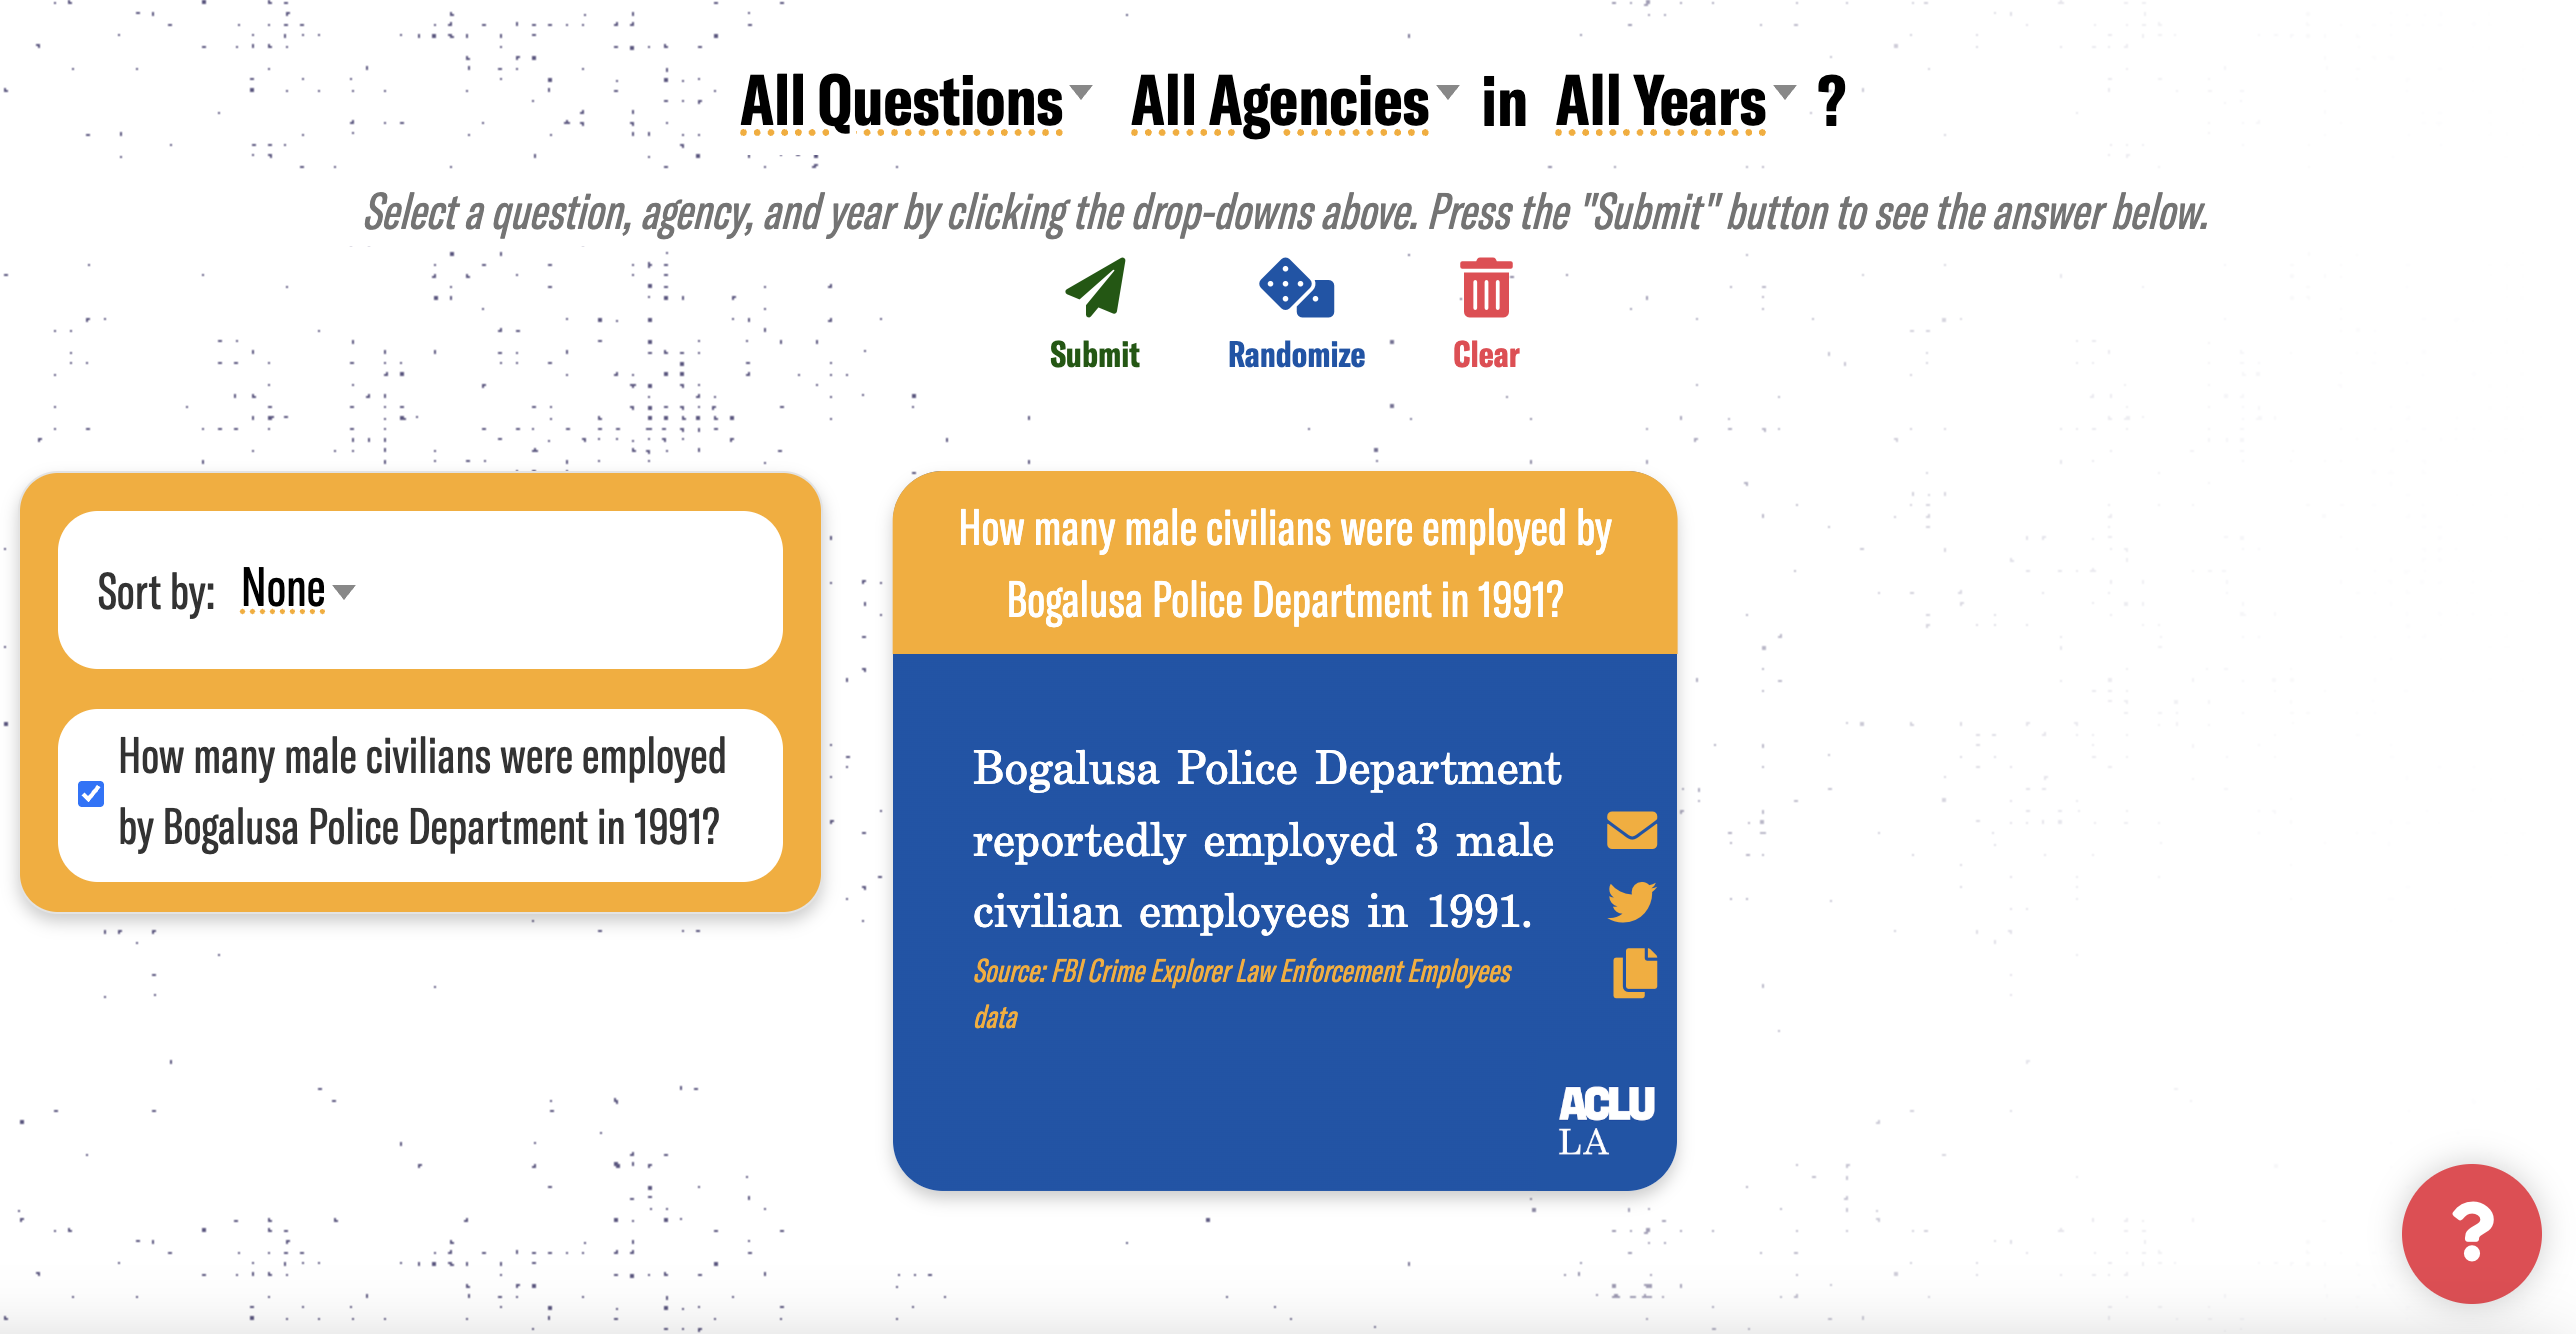 All Questions All Agencies in All Years ?
Select a question, agency, and year by clicking the drop-downs above. Press the "Submit" button to see the answer below.
Submit Randomize Clear
Sort by: None
How many male civilians were employed
by Bogalusa Police Department in 1991?
How many male civilians were employed by
Bogalusa Police Department in 1991?
Bogalusa Police Department
reportedly employed 3 male
civilian employees in 1991.
Source: FBI Crime Explorer Law Enforcement Employees
data
ACLU
LA
?